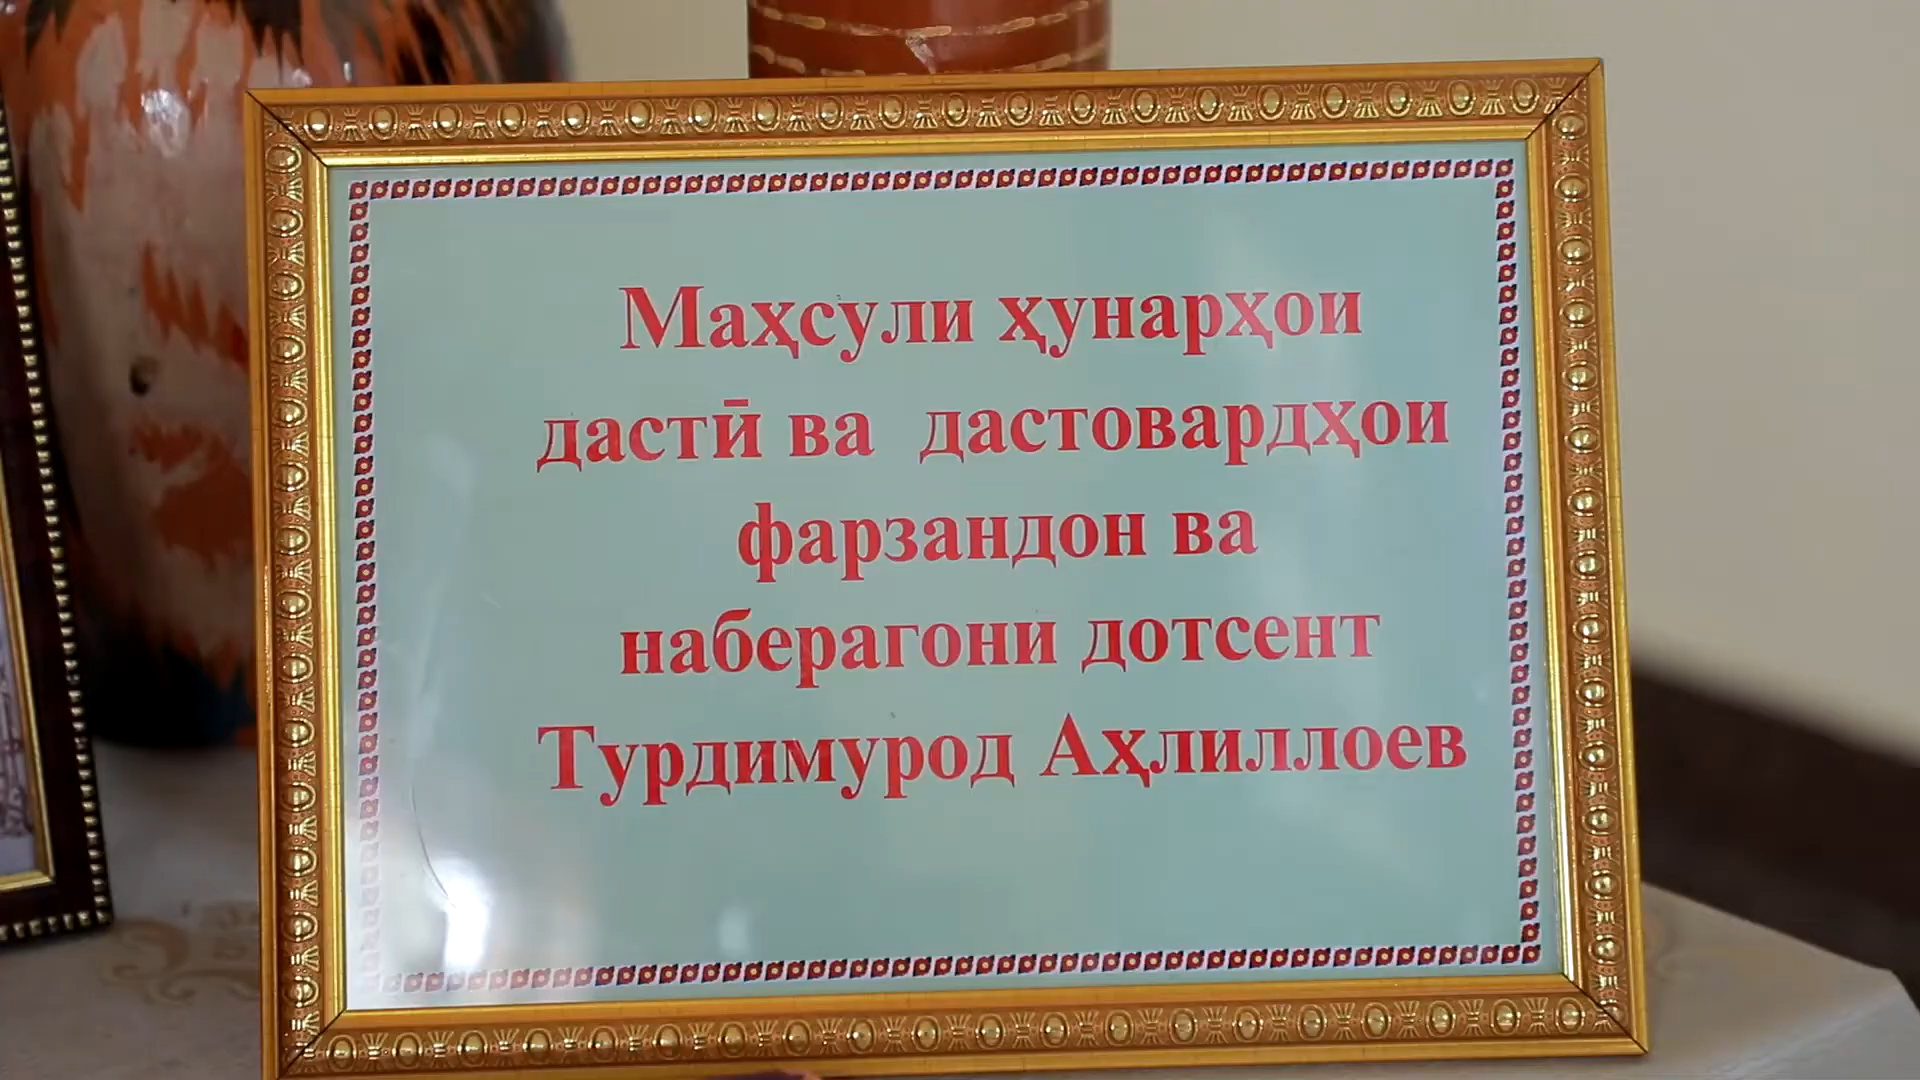 Маҳсули ҳунарҳои
дастӣ ва дастовардҳои
фарзандон ва
наберагони дотсент
Турдимурод Аҳлиллоев